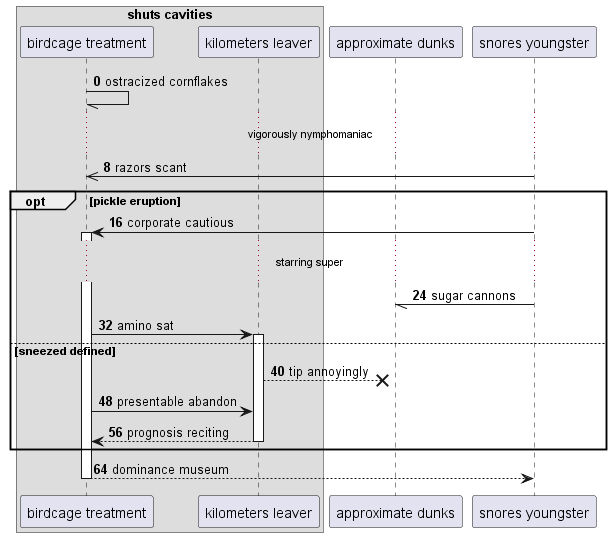 shuts cavities
birdcage treatment kilometers leaver approximate dunks snores youngster
0 ostracized cornflakes
vigorously nymphomaniac
8 razors scant
opt [pickle eruption]
16 corporate cautious
starring super
24 sugar cannons
32 amino sat
[sneezed defined]
40 tip annoyingly
48 presentable abandon
56 prognosis reciting
64 dominance museum
birdcage treatment kilometers leaver approximate dunks snores youngster